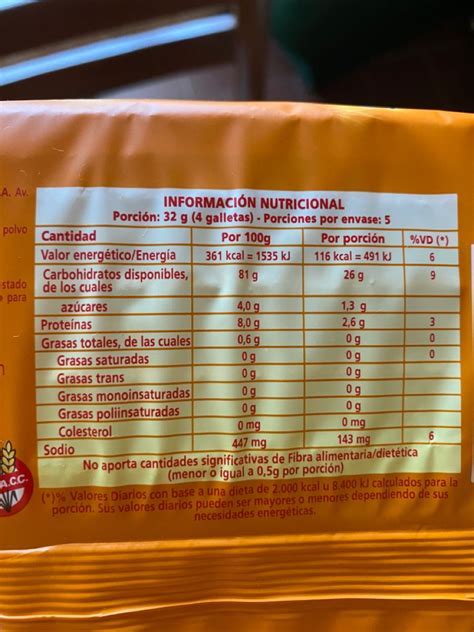 A. Av.
polvo
estado
para
INFORMACIÓN NUTRICIONAL
Porción: 32 g (4 galletas) - Porciones por envase: 5
Cantidad Por 100g Por porción %VD (*)
Valor energético/Energía 361 kcal = 1535 kJ 116 kcal = 491 kJ 6
Carbohidratos disponibles, 81 g 26 g 9
de los cuales
azúcares 4,0 g 1,3 g
Proteínas 8,0 g 2,6 g 3
Grasas totales, de las cuales 0,6 g 0 g 0
Grasas saturadas 0 g 0 g 0
Grasas trans 0 g 0 g
Grasas monoinsaturadas 0 g 0 g
Grasas poliinsaturadas 0 g 0 g
Colesterol 0 mg 0 mg
Sodio 447 mg 143 mg 6
No aporta cantidades significativas de Fibra alimentaria/dietética
(menor o igual a 0,5g por porción)
A.C.C.
(*)% Valores Diarios con base a una dieta de 2.000 kcal u 8.400 kJ calculados para la
porción. Sus valores diarios pueden ser mayores o menores dependiendo de sus
necesidades energéticas.